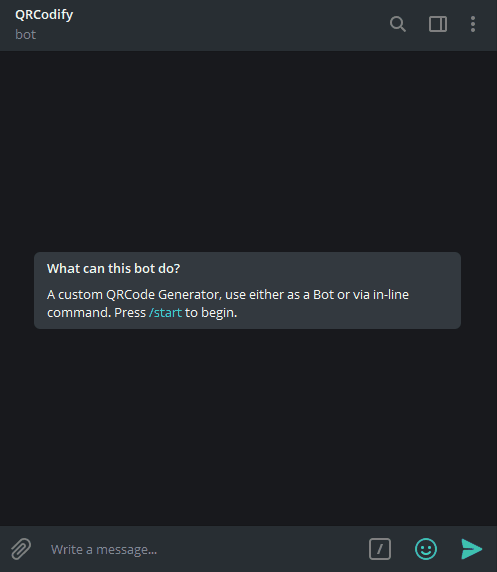 QRCodify
bot
What can this bot do?
A custom QRCode Generator, use either as a Bot or via in-line
command. Press /start to begin.
Write a message...